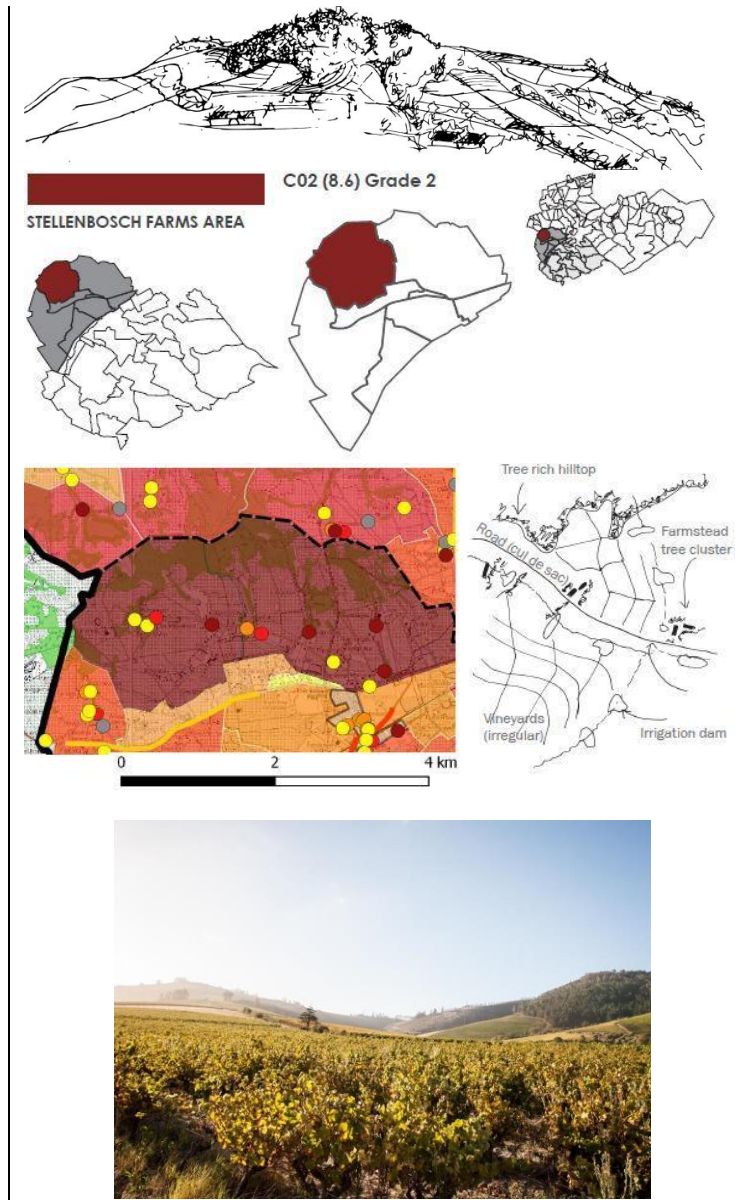 C02 (8.6) Grade 2
STELLENBOSCH FARMS AREA
Tree rich hilltop
Road (cul de sac)
Farmstead
tree cluster
Vineyards
(irregular)
Irrigation dam
0
2
4 km